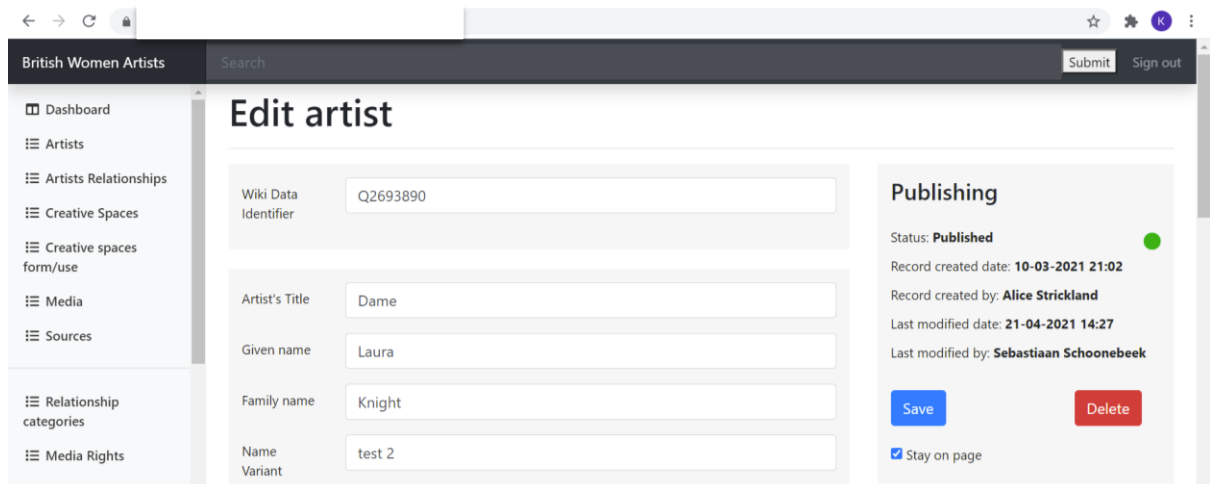 K
British Women Artists
Search
Submit
Sign out
Dashboard
Artists
Artists Relationships
Creative Spaces
Creative spaces
form/use
Media
Sources
Relationship
categories
Media Rights
Edit artist
Wiki Data
Identifier
Q2693890
Artist's Title
Dame
Given name
Laura
Family name
Knight
Name
Variant
test 2
Publishing
Status: Published
Record created date: 10-03-2021 21:02
Record created by: Alice Strickland
Last modified date: 21-04-2021 14:27
Last modified by: Sebastiaan Schoonebeek
Save
Delete
Stay on page